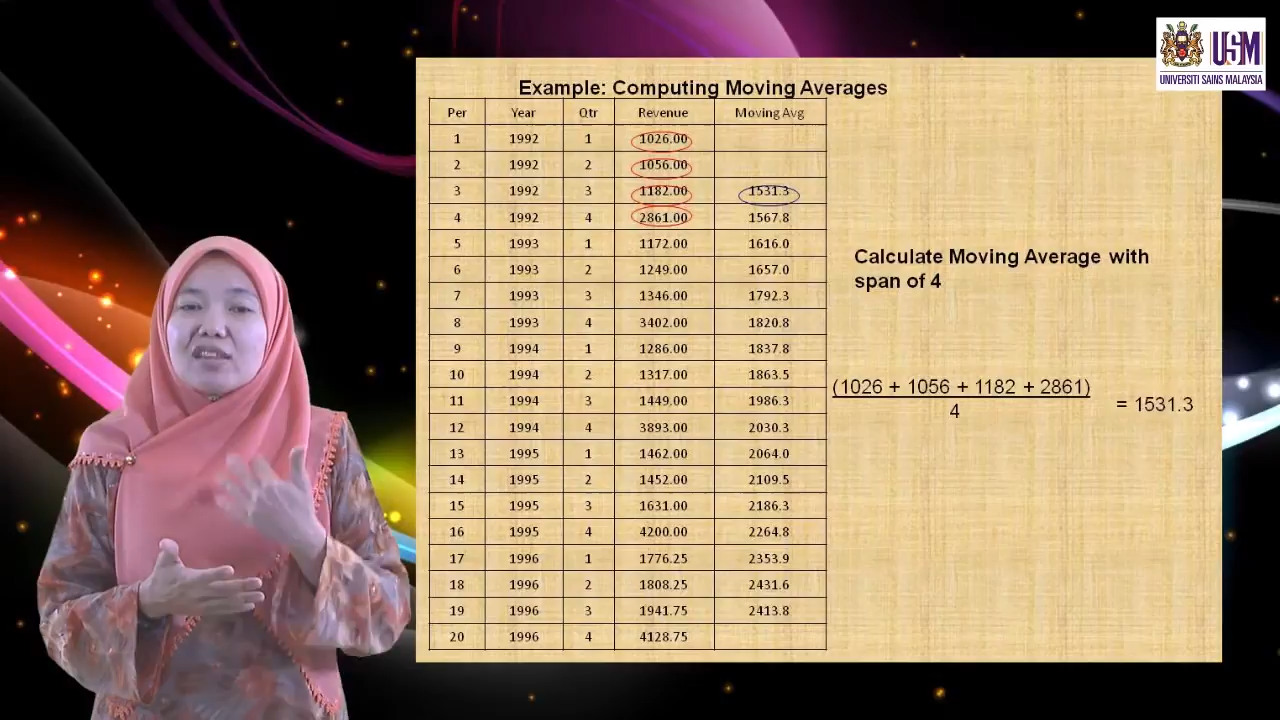 USM
UNIVERSITI SAINS MALAYSIA
Example: Computing Moving Averages
Per Year Qtr Revenue Moving Avg
1 1992 1 1026.00
2 1992 2 1056.00
3 1992 3 1182.00 1531.3
4 1992 4 2861.00 1567.8
5 1993 1 1172.00 1616.0
6 1993 2 1249.00 1657.0
7 1993 3 1346.00 1792.3
8 1993 4 3402.00 1820.8
9 1994 1 1286.00 1837.8
10 1994 2 1317.00 1863.5
11 1994 3 1449.00 1986.3
12 1994 4 3893.00 2030.3
13 1995 1 1462.00 2064.0
14 1995 2 1452.00 2109.5
15 1995 3 1631.00 2186.3
16 1995 4 4200.00 2264.8
17 1996 1 1776.25 2353.9
18 1996 2 1808.25 2431.6
19 1996 3 1941.75 2413.8
20 1996 4 4128.75
Calculate Moving Average with
span of 4
(1026 + 1056 + 1182 + 2861)
4
= 1531.3